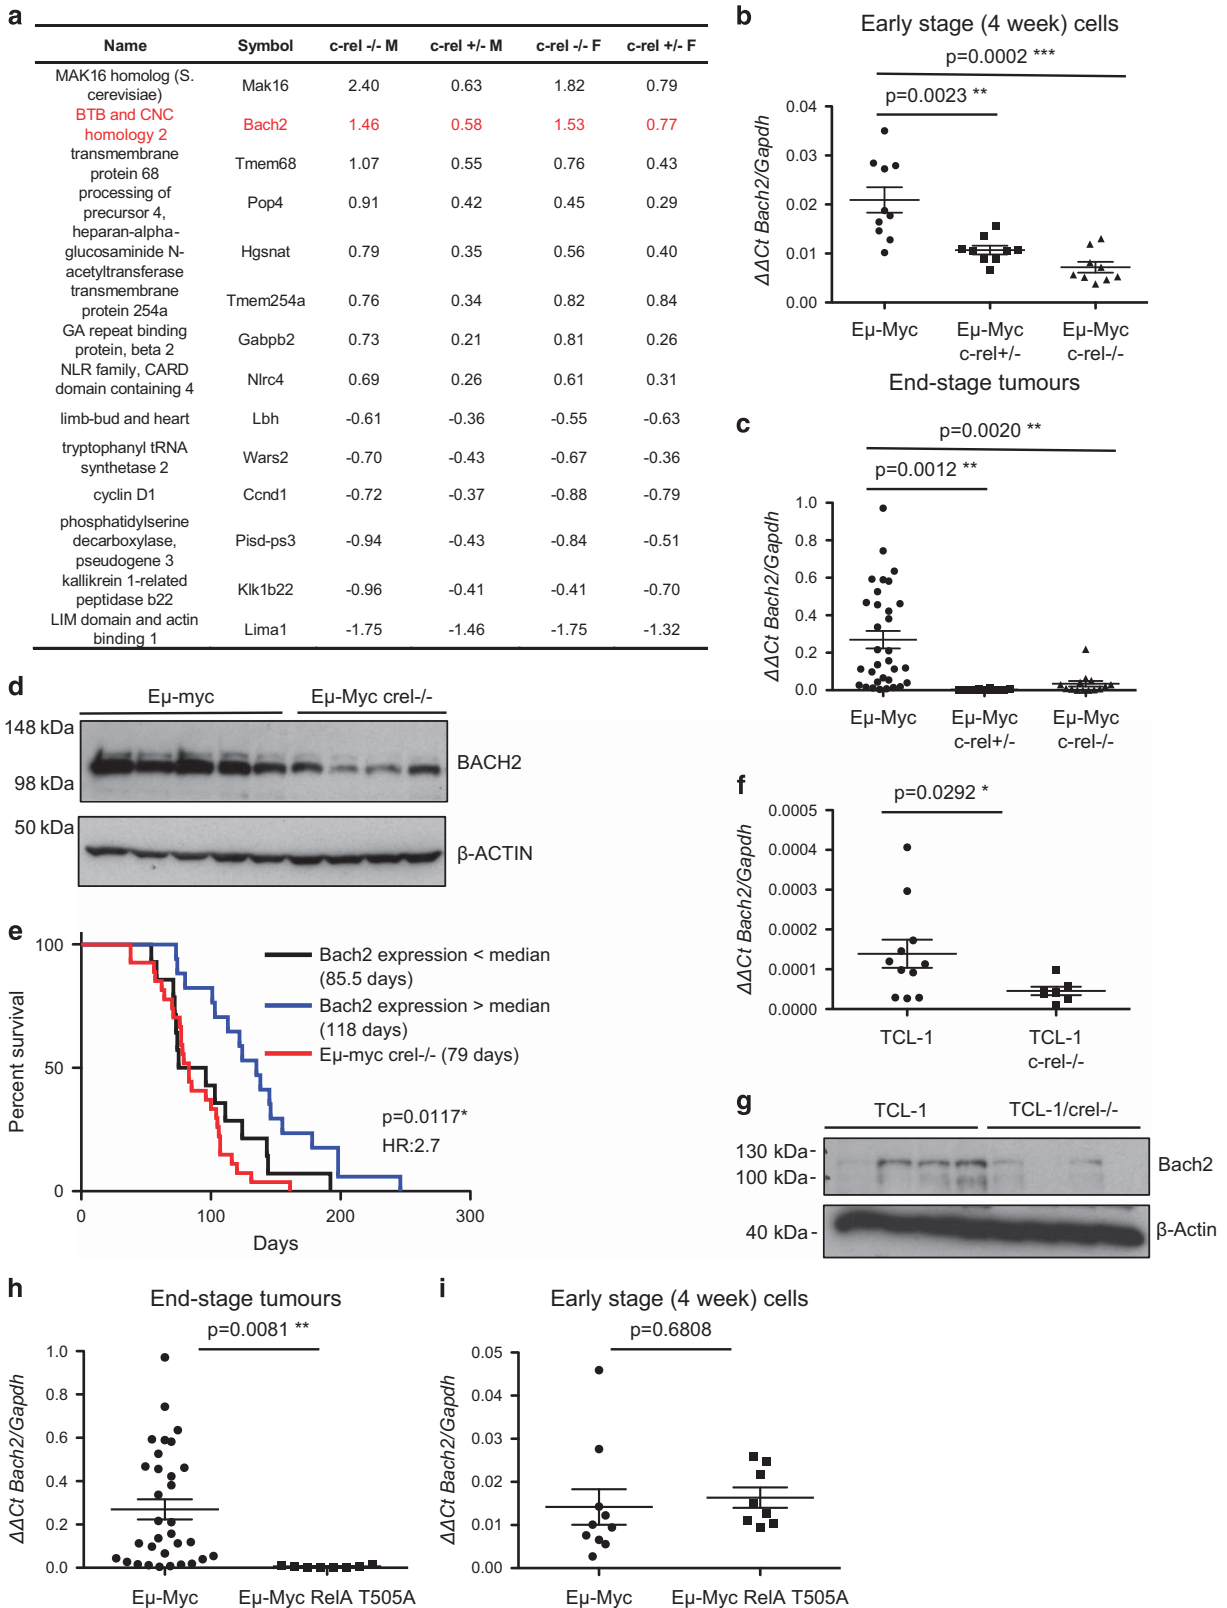 a
Name Symbol c-rel -/- M c-rel +/- M c-rel -/- F c-rel +/- F
MAK16 homolog (S. cerevisiae) Mak16 2.40 0.63 1.82 0.79
BTB and CNC homology 2 Bach2 1.46 0.58 1.53 0.77
transmembrane protein 68 Tmem68 1.07 0.55 0.76 0.43
processing of precursor 4, Pop4 0.91 0.42 0.45 0.29
heparan-alpha-glucosaminide N-acetyltransferase Hgsnat 0.79 0.35 0.56 0.40
transmembrane protein 254a Tmem254a 0.76 0.34 0.82 0.84
GA repeat binding protein, beta 2 Gabpb2 0.73 0.21 0.81 0.26
NLR family, CARD domain containing 4 Nlrc4 0.69 0.26 0.61 0.31
limb-bud and heart Lbh -0.61 -0.36 -0.55 -0.63
tryptophanyl tRNA synthetase 2 Wars2 -0.70 -0.43 -0.67 -0.36
cyclin D1 Ccnd1 -0.72 -0.37 -0.88 -0.79
phosphatidylserine decarboxylase, pseudogene 3 Pisd-ps3 -0.94 -0.43 -0.84 -0.51
kallikrein 1-related peptidase b22 Klk1b22 -0.96 -0.41 -0.41 -0.70
LIM domain and actin binding 1 Lima1 -1.75 -1.46 -1.75 -1.32
b
Early stage (4 week) cells
p=0.0002 ***
p=0.0023 **
ΔΔCt Bach2/Gapdh
0.04
0.03
0.02
0.01
0.00
Eμ-Myc
Eμ-Myc c-rel+/-
Eμ-Myc c-rel-/-
c
End-stage tumours
p=0.0020 **
p=0.0012 **
ΔΔCt Bach2/Gapdh
1.0
0.8
0.6
0.4
0.2
0.0
Eμ-Myc
Eμ-Myc c-rel+/-
Eμ-Myc c-rel-/-
d
Eμ-myc
Eμ-Myc crel-/-
148 kDa
98 kDa
BACH2
50 kDa
β-ACTIN
e
Percent survival
100
50
0
0 100 200 300
Days
Bach2 expression < median
(85.5 days)
Bach2 expression > median
(118 days)
Eμ-myc crel-/- (79 days)
p=0.0117*
HR:2.7
f
p=0.0292 *
ΔΔCt Bach2/Gapdh
0.0005
0.0004
0.0003
0.0002
0.0001
0.0000
TCL-1
TCL-1 c-rel-/-
g
TCL-1
TCL-1/crel-/-
130 kDa-
100 kDa-
Bach2
40 kDa-
β-Actin
h
End-stage tumours
p=0.0081 **
ΔΔCt Bach2/Gapdh
1.0
0.8
0.6
0.4
0.2
0.0
Eμ-Myc
Eμ-Myc RelA T505A
i
Early stage (4 week) cells
p=0.6808
ΔΔCt Bach2/Gapdh
0.05
0.04
0.03
0.02
0.01
0.00
Eμ-Myc
Eμ-Myc RelA T505A